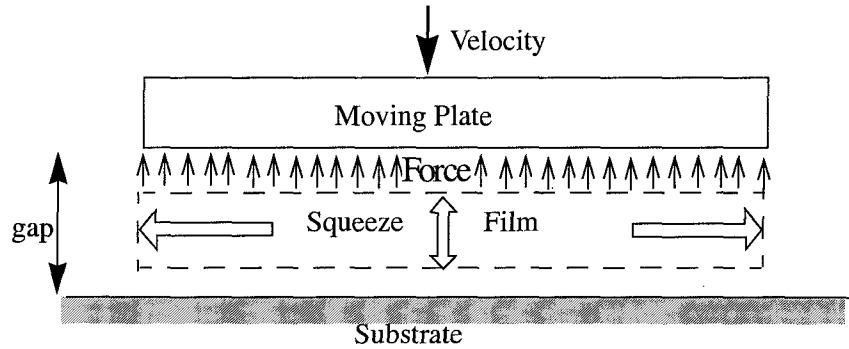 Velocity
Moving Plate
Force
gap
Squeeze Film
Substrate